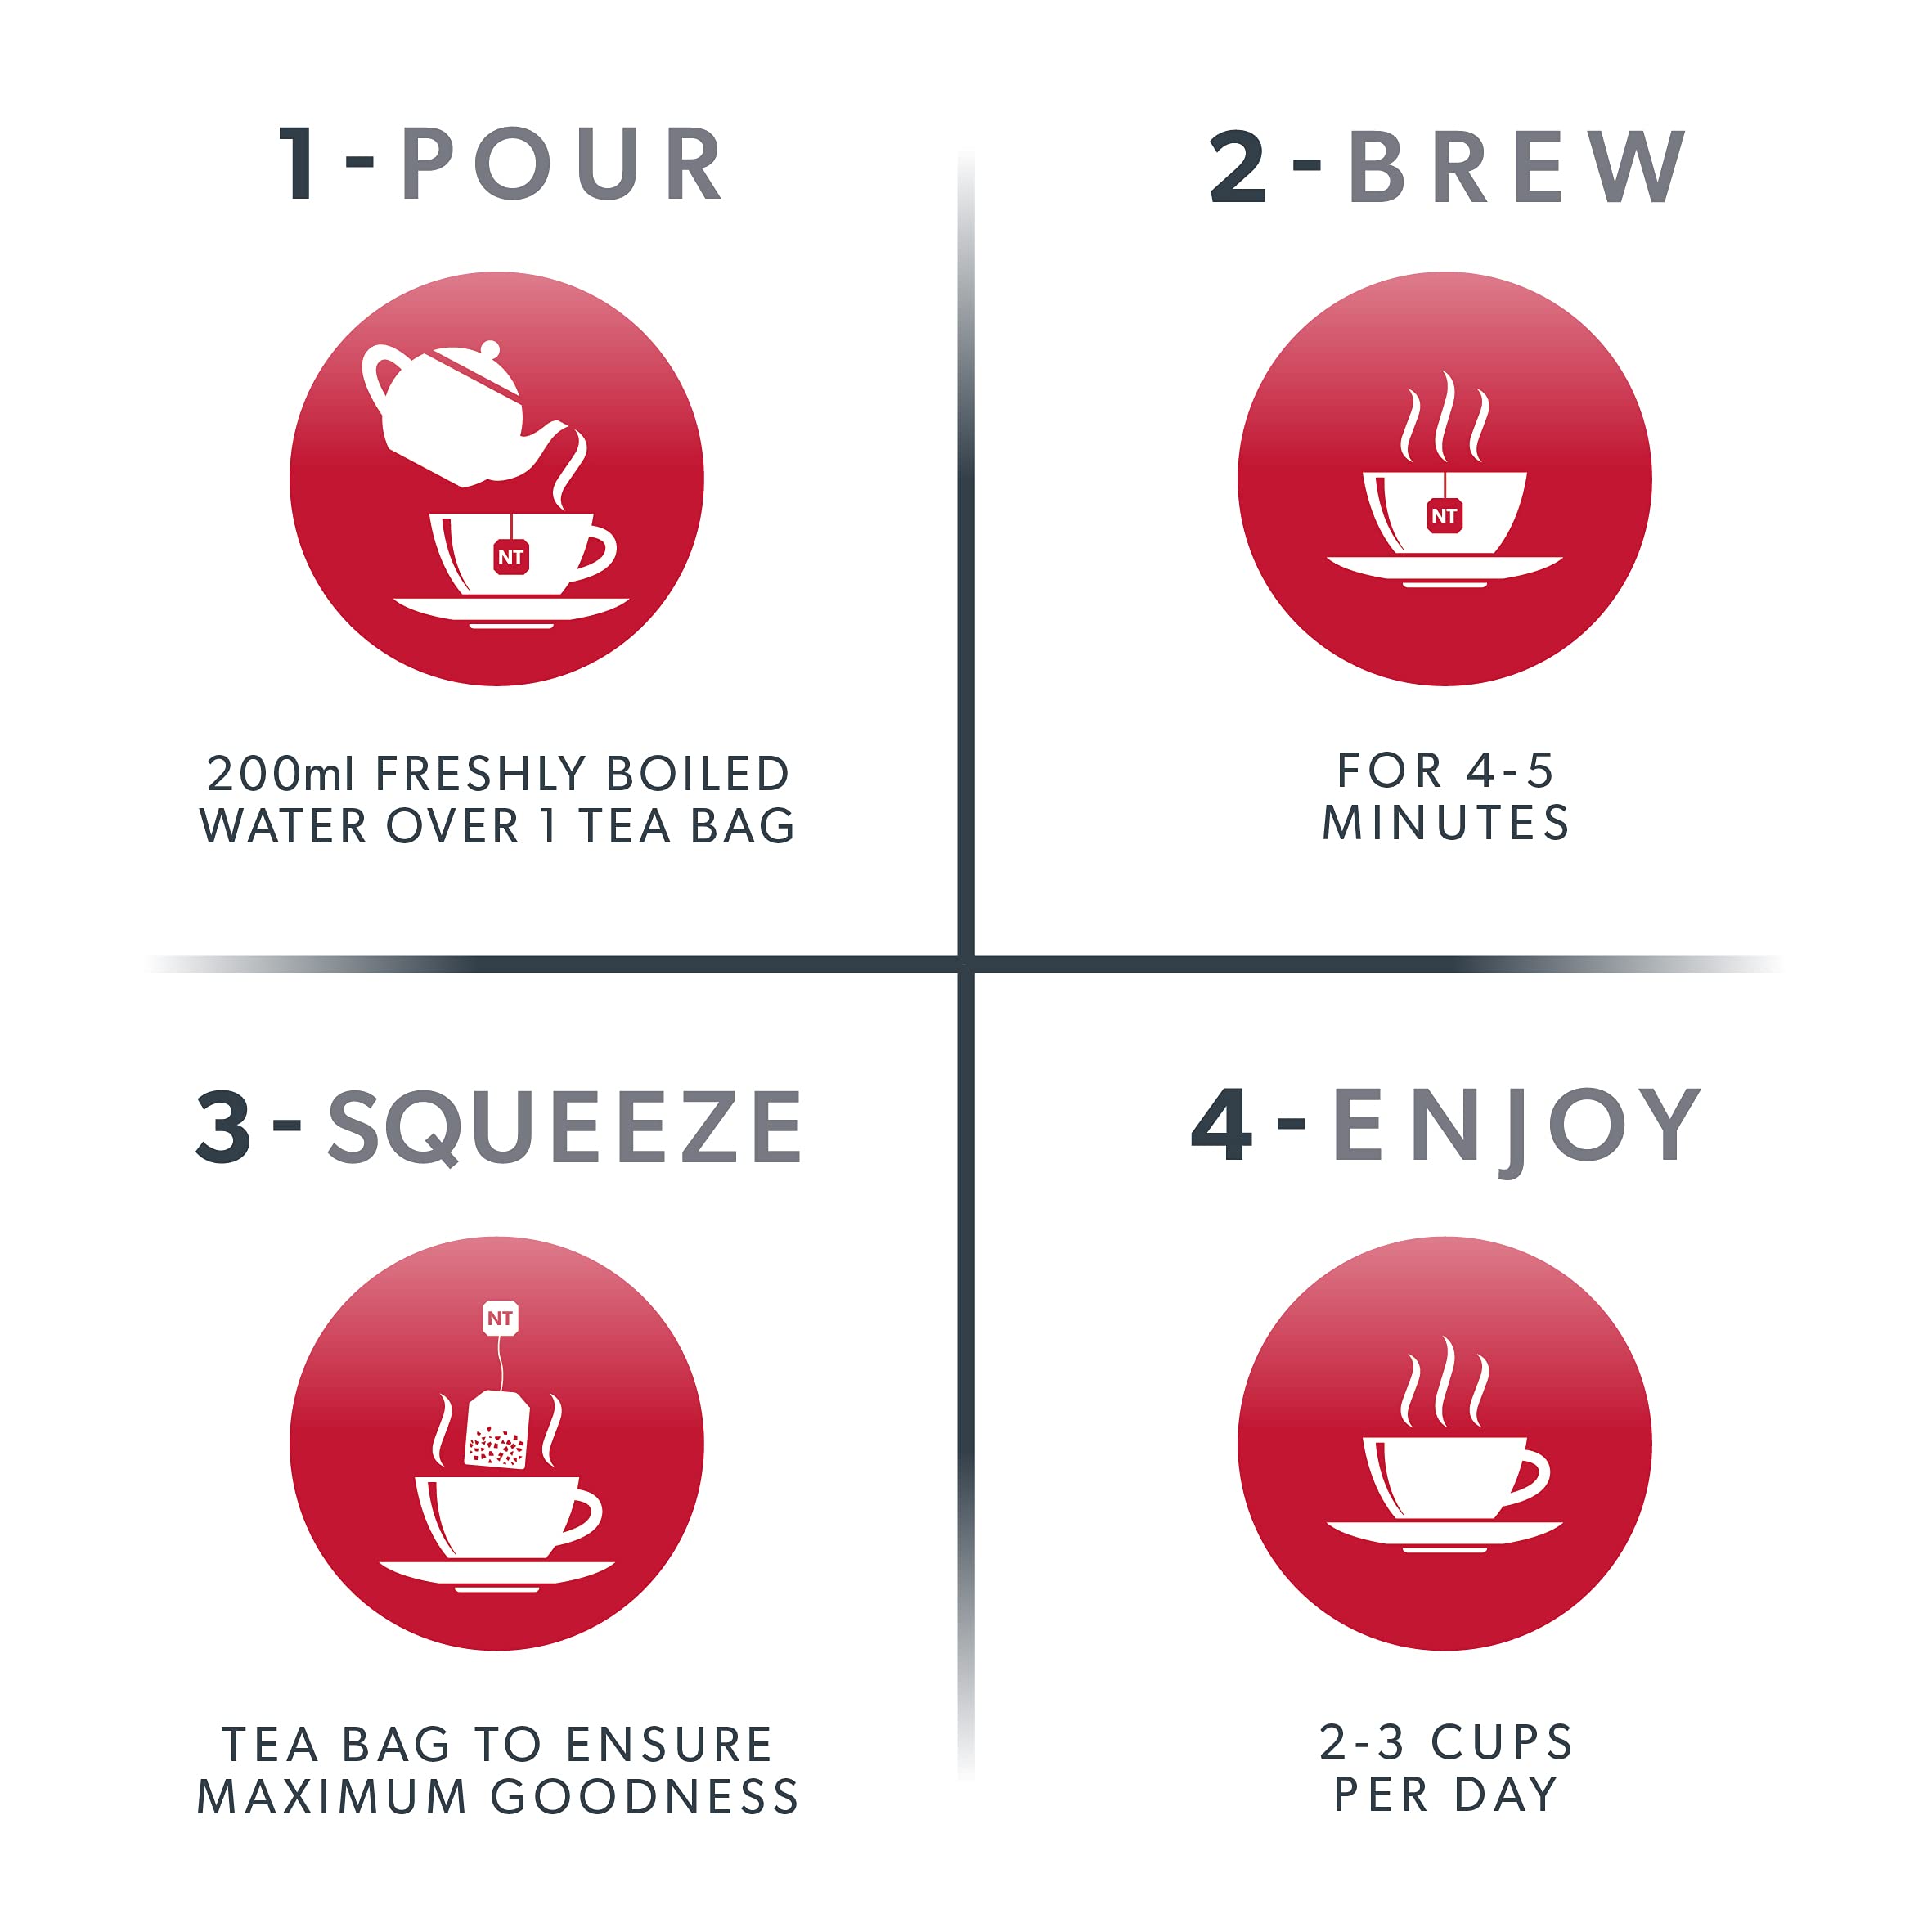 1-POUR
NT
200ml FRESHLY BOILED
WATER OVER 1 TEA BAG
2-BREW
NT
FOR 4-5
MINUTES
3-SQUEEZE
NT
TEA BAG TO ENSURE
MAXIMUM GOODNESS
4-ENJOY
2-3 CUPS
PER DAY